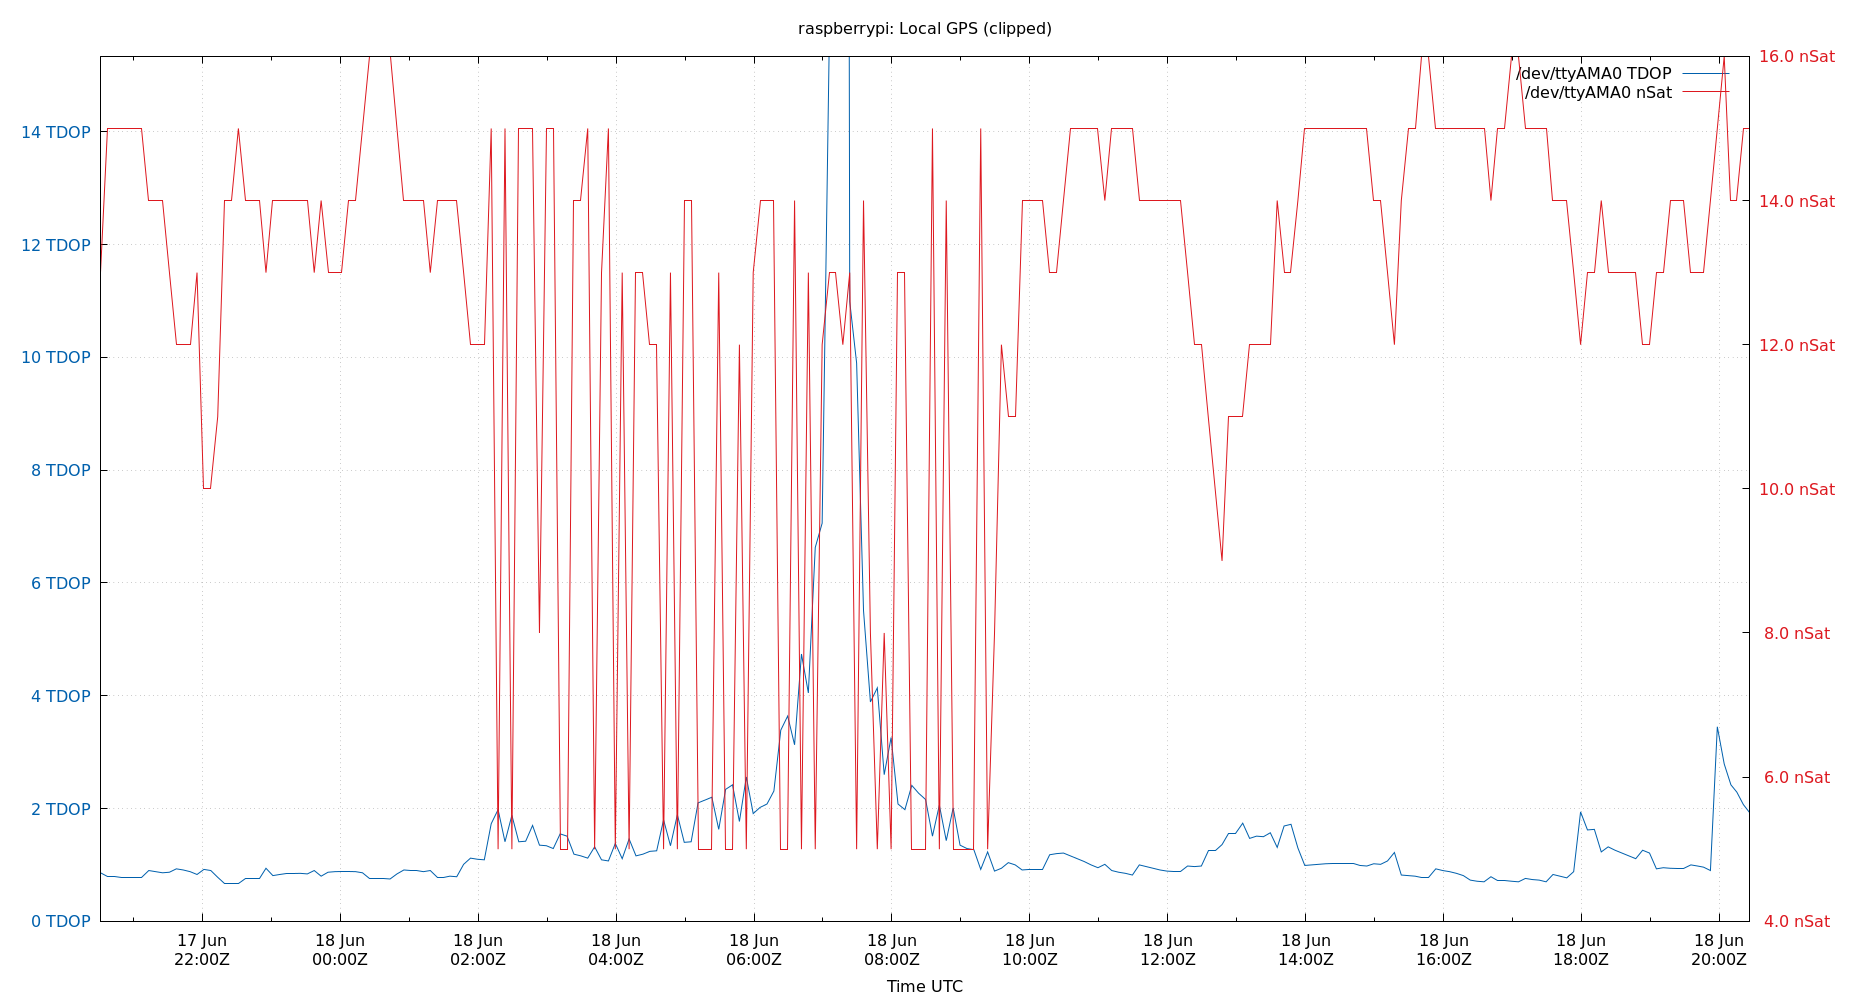 raspberrypi: Local GPS (clipped)
/dev/ttyAMA0 TDOP
/dev/ttyAMA0 nSat
14 TDOP
12 TDOP
10 TDOP
8 TDOP
6 TDOP
4 TDOP
2 TDOP
0 TDOP
16.0 nSat
14.0 nSat
12.0 nSat
10.0 nSat
8.0 nSat
6.0 nSat
4.0 nSat
17 Jun 18 Jun 18 Jun 18 Jun 18 Jun 18 Jun 18 Jun 18 Jun 18 Jun 18 Jun 18 Jun 18 Jun
22:00Z 00:00Z 02:00Z 04:00Z 06:00Z 08:00Z 10:00Z 12:00Z 14:00Z 16:00Z 18:00Z 20:00Z
Time UTC